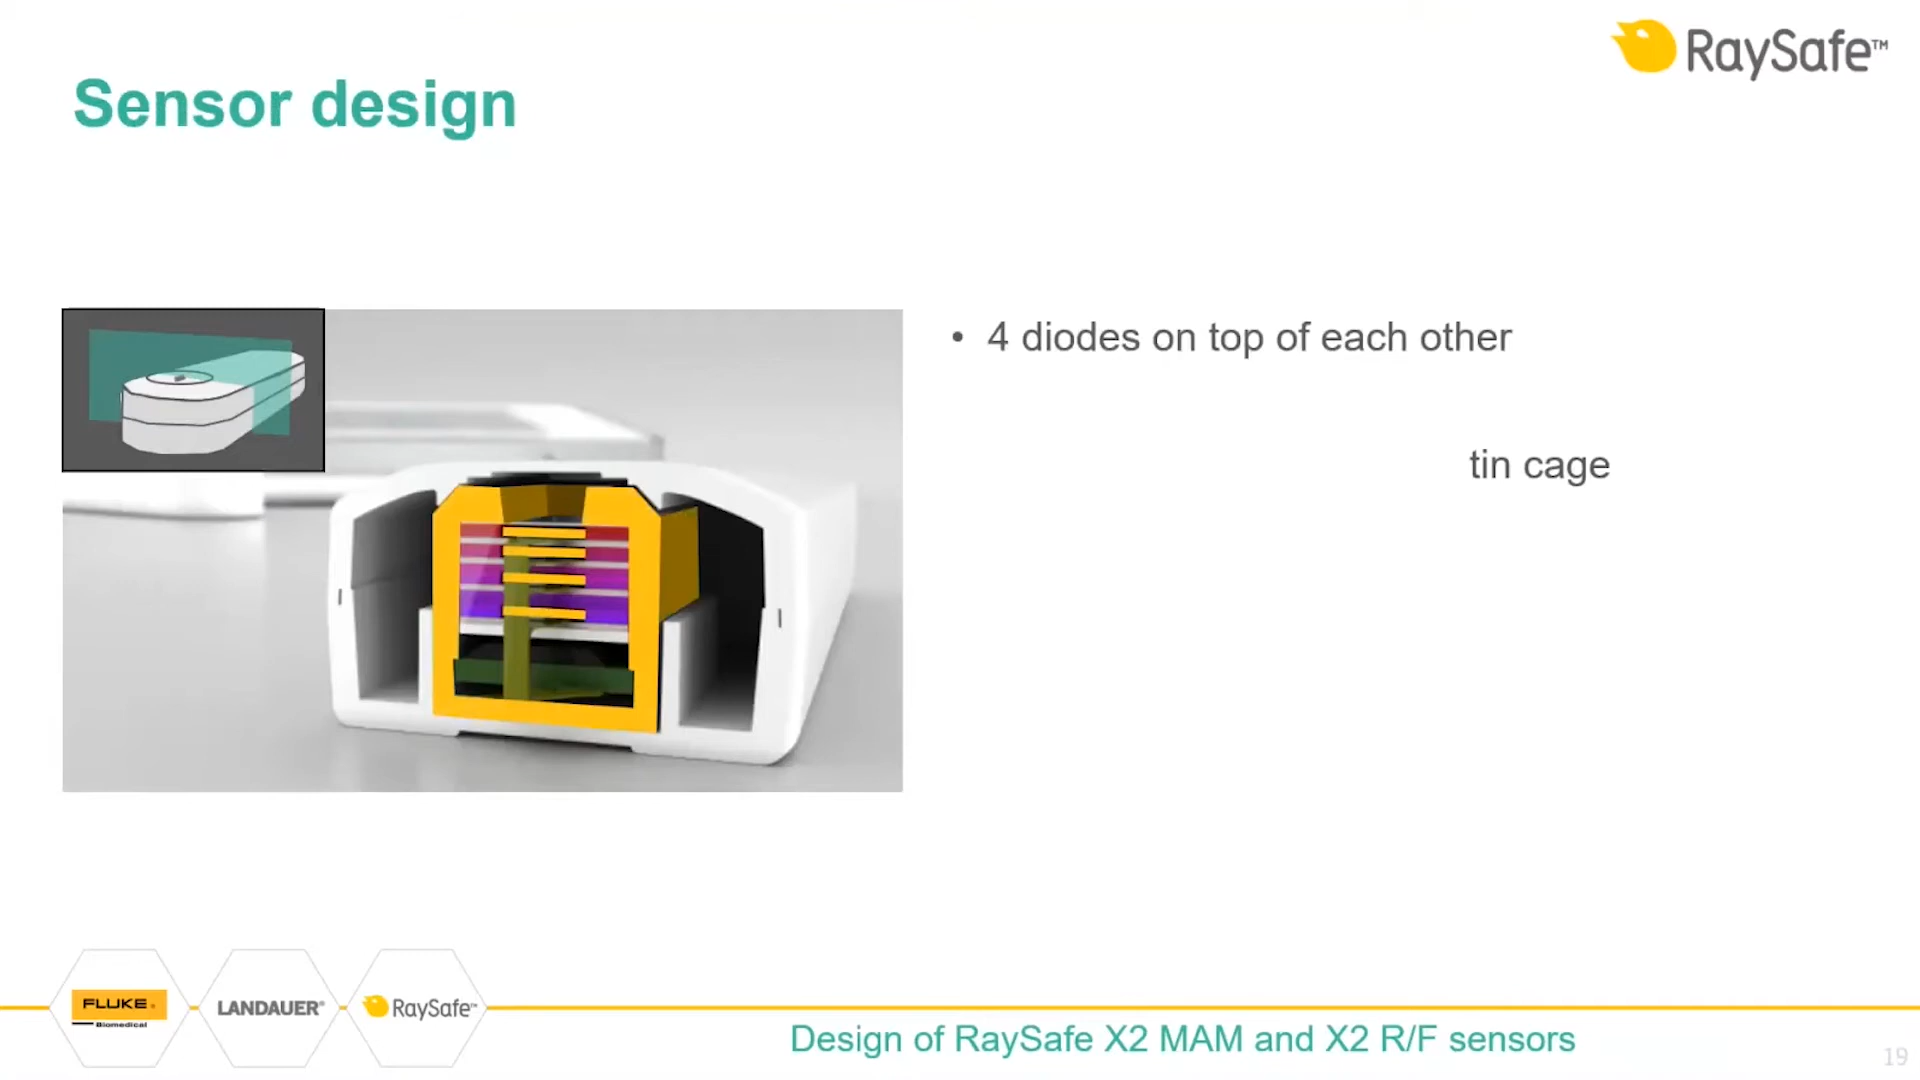 RaySafe™
Sensor design
• 4 diodes on top of each other
tin cage
FLUKE®
Biomedical
LANDAUER®
RaySafe™
Design of RaySafe X2 MAM and X2 R/F sensors
19